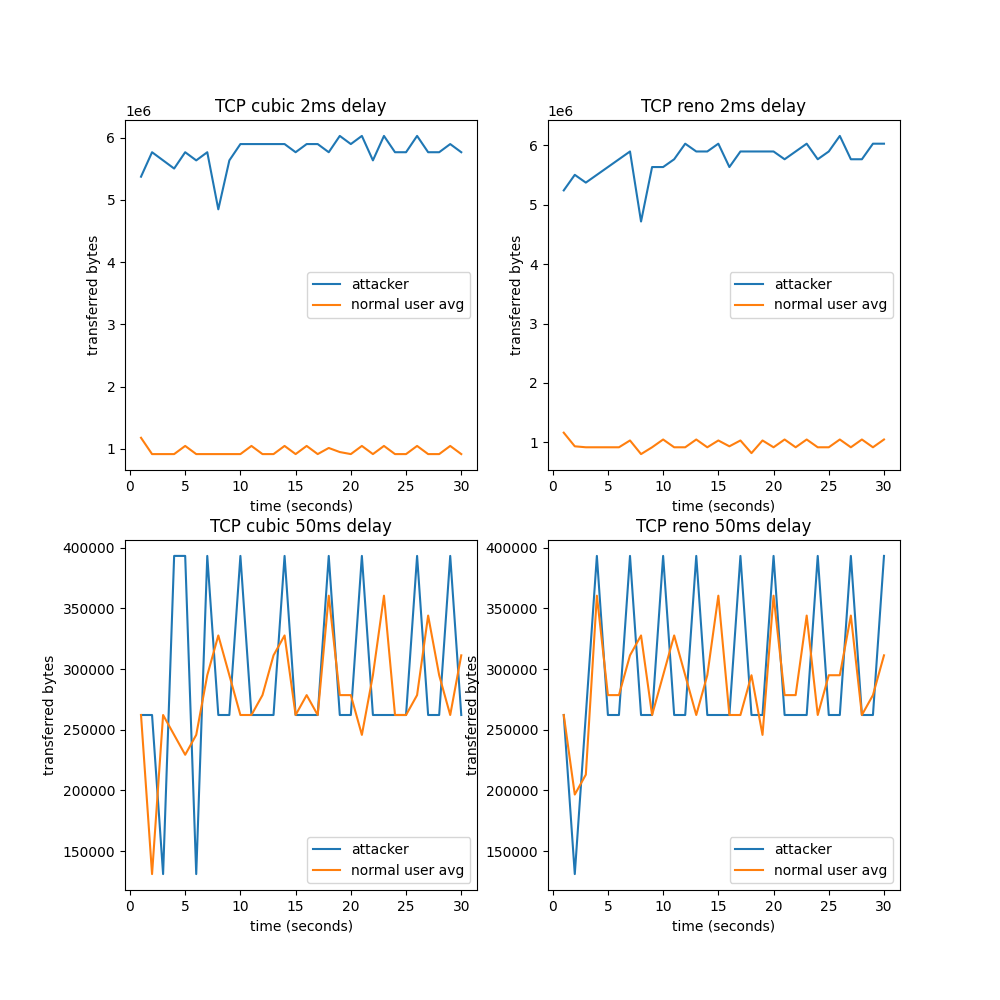 TCP cubic 2ms delay
1e6
6
5
4
3
2
1
transferred bytes
attacker
normal user avg
0 5 10 15 20 25 30
time (seconds)
TCP reno 2ms delay
1e6
6
5
4
3
2
1
transferred bytes
attacker
normal user avg
0 5 10 15 20 25 30
time (seconds)
TCP cubic 50ms delay
400000
350000
300000
250000
200000
150000
transferred bytes
attacker
normal user avg
0 5 10 15 20 25 30
time (seconds)
TCP reno 50ms delay
400000
350000
300000
250000
200000
150000
transferred bytes
attacker
normal user avg
0 5 10 15 20 25 30
time (seconds)